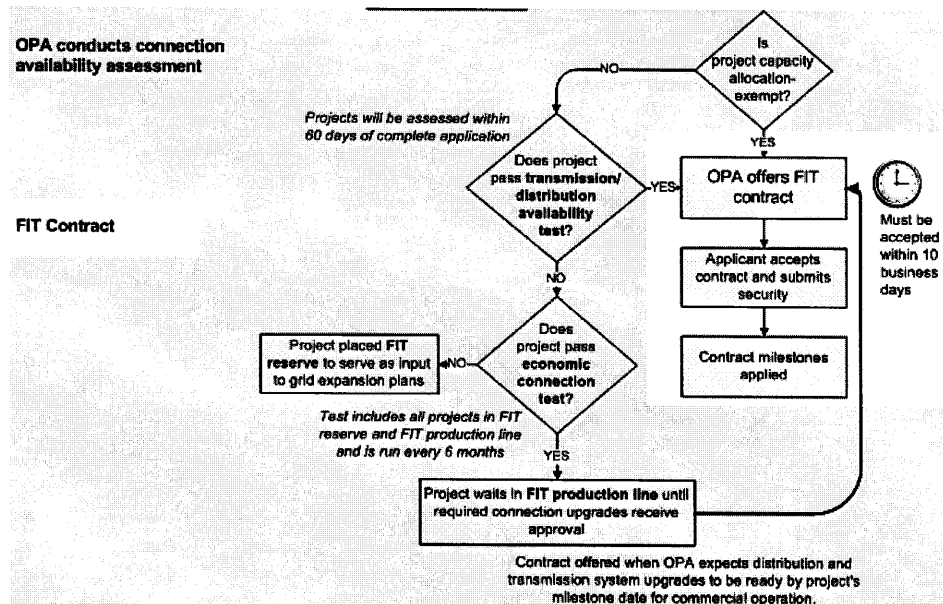 OPA conducts connection
availability assessment
Is
project capacity
allocation-
exempt?
NO
Projects will be assessed within
60 days of complete application
YES
Does project
pass transmission/
distribution
availability
test?
YES
OPA offers FIT
contract
Must be
accepted
within 10
business
days
FIT Contract
Applicant accepts
contract and submits
security
NO
Does
project pass
economic
connection
test?
Contract milestones
applied
NO
Project placed FIT
reserve to serve as input
to grid expansion plans
Test includes all projects in FIT
reserve and FIT production line
and is run every 6 months
YES
Project waits in FIT production line until
required connection upgrades receive
approval
Contract offered when OPA expects distribution and
transmission system upgrades to be ready by project's
milestone date for commercial operation.